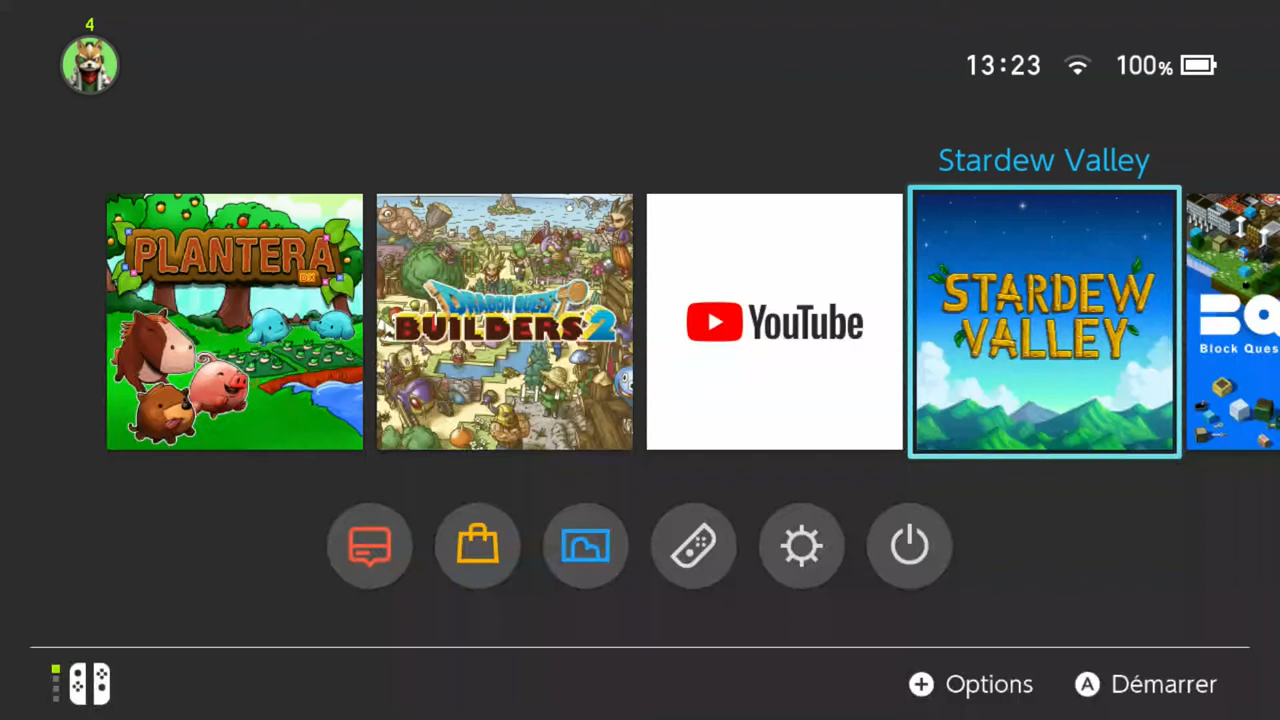 4
13:23
100%
Stardew Valley
PLANTERA
DX
DRAGON QUEST
BUILDERS 2
YouTube
STARDEW
VALLEY
Block Ques
Options
A Démarrer